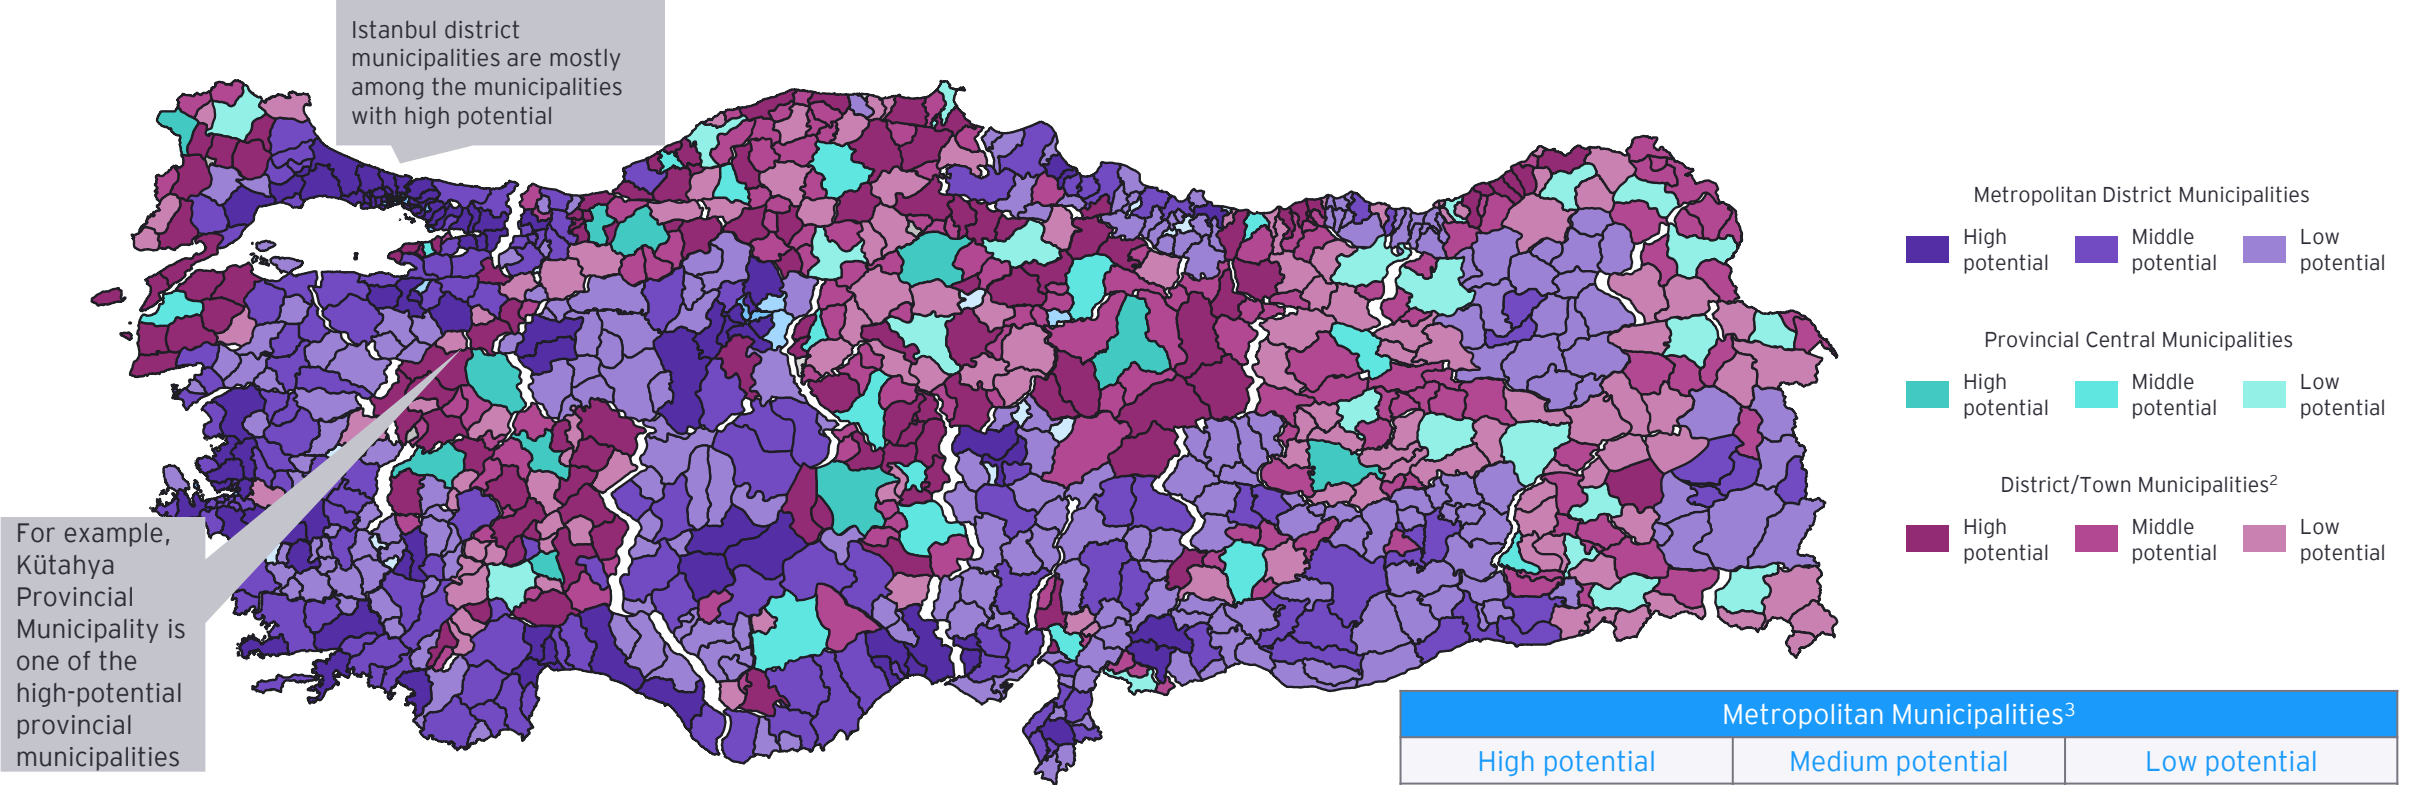 Istanbul district
municipalities are mostly
among the municipalities
with high potential
For example,
Kütahya
Provincial
Municipality is
one of the
high-potential
provincial
municipalities
Metropolitan District Municipalities
High potential
Middle potential
Low potential
Provincial Central Municipalities
High potential
Middle potential
Low potential
District/Town Municipalities²
High potential
Middle potential
Low potential
Metropolitan Municipalities³
High potential
Medium potential
Low potential